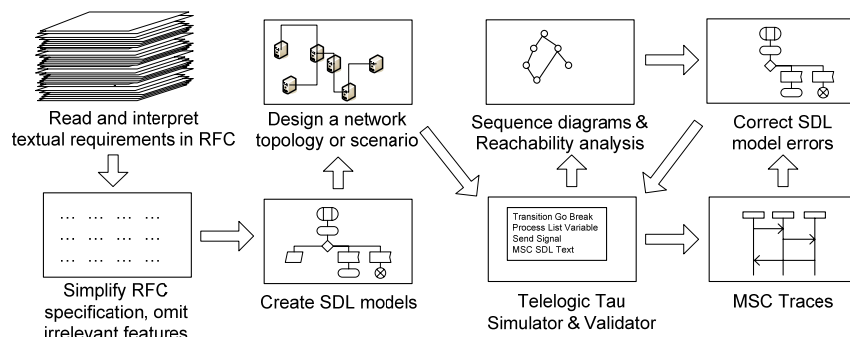 Read and interpret
textual requirements in RFC
Design a network
topology or scenario
Sequence diagrams &
Reachability analysis
Correct SDL
model errors
... ... ... ...
... ... ... ...
... ... ... ...
Simplify RFC
specification, omit
irrelevant features
Create SDL models
Transition Go Break
Process List Variable
Send Signal
MSC SDL Text
Telelogic Tau
Simulator & Validator
MSC Traces